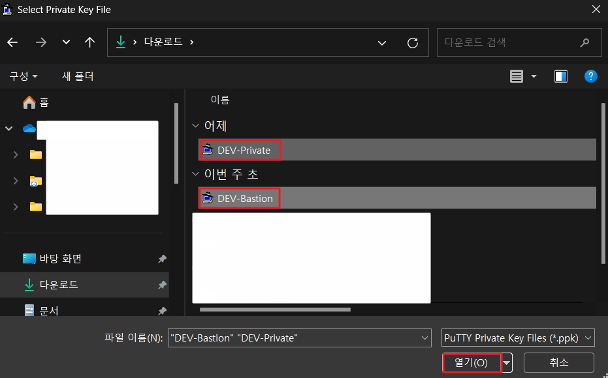 Select Private Key File
다운로드
다운로드 검색
구성
새 폴더
홈
바탕 화면
다운로드
문서
이름
어제
DEV-Private
이번 주 초
DEV-Bastion
파일 이름(N):
"DEV-Bastion" "DEV-Private"
PuTTY Private Key Files (*.ppk)
열기(O)
취소